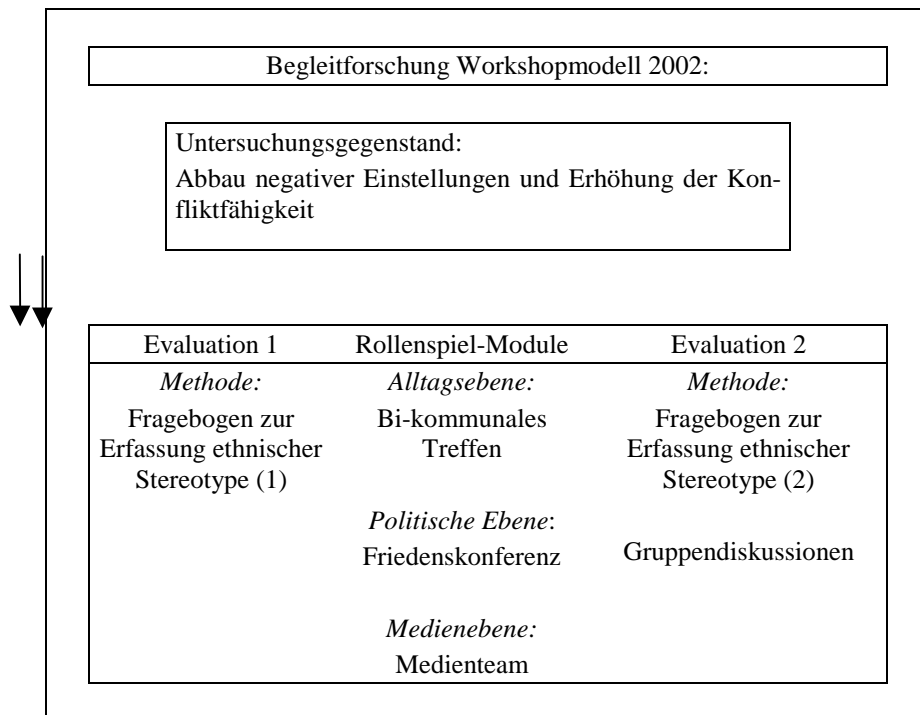 Begleitforschung Workshopmodell 2002:
Untersuchungsgegenstand:
Abbau negativer Einstellungen und Erhöhung der Kon-
fliktfähigkeit
Evaluation 1
Methode:
Fragebogen zur
Erfassung ethnischer
Stereotype (1)
Rollenspiel-Module
Alltagsebene:
Bi-kommunales
Treffen
Politische Ebene:
Friedenskonferenz
Medienebene:
Medienteam
Evaluation 2
Methode:
Fragebogen zur
Erfassung ethnischer
Stereotype (2)
Gruppendiskussionen